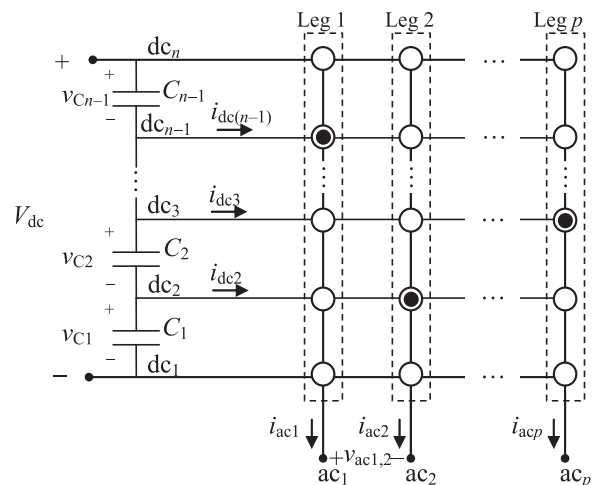 Leg 1 Leg 2 Leg p
+ dcn ...
+ vCn–1 Cn–1 –
dcn–1 idc(n–1) ...
Vdc
dc3 idc3 ...
+ vC2 C2 –
dc2 idc2 ...
+ vC1 C1 –
– dc1 ...
iac1 iac2 iacp
+vac1,2–
ac1 ac2 acp